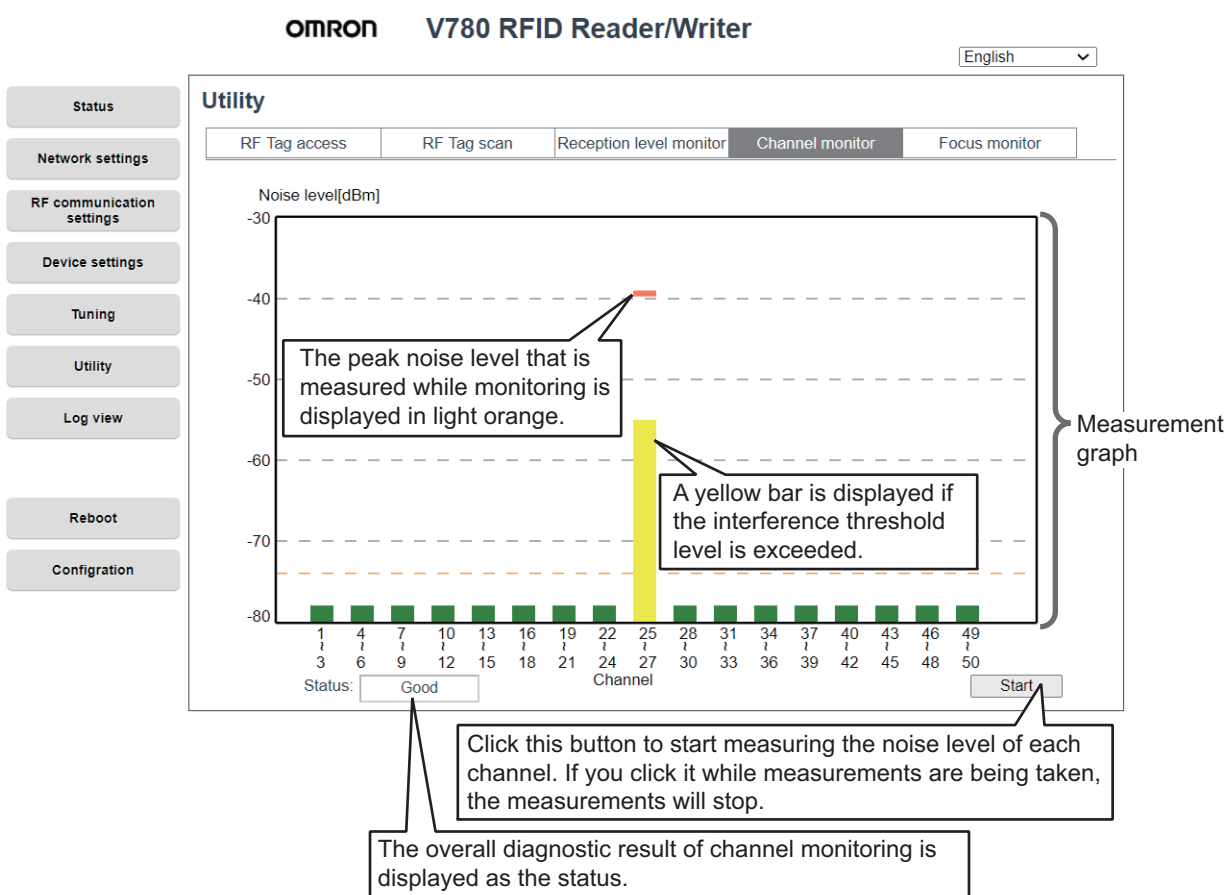 OMRON V780 RFID Reader/Writer
English
Status
Network settings
RF communication
settings
Device settings
Tuning
Utility
Log view
Reboot
Configration
Utility
RF Tag access RF Tag scan Reception level monitor Channel monitor Focus monitor
Noise level[dBm]
-30
-40
-50
-60
-70
-80
The peak noise level that is
measured while monitoring is
displayed in light orange.
A yellow bar is displayed if
the interference threshold
level is exceeded.
Measurement
graph
1 4 7 10 13 16 19 22 25 28 31 34 37 40 43 46 49
~ ~ ~ ~ ~ ~ ~ ~ ~ ~ ~ ~ ~ ~ ~ ~ ~
3 6 9 12 15 18 21 24 27 30 33 36 39 42 45 48 50
Channel
Status: Good
Start
Click this button to start measuring the noise level of each
channel. If you click it while measurements are being taken,
the measurements will stop.
The overall diagnostic result of channel monitoring is
displayed as the status.